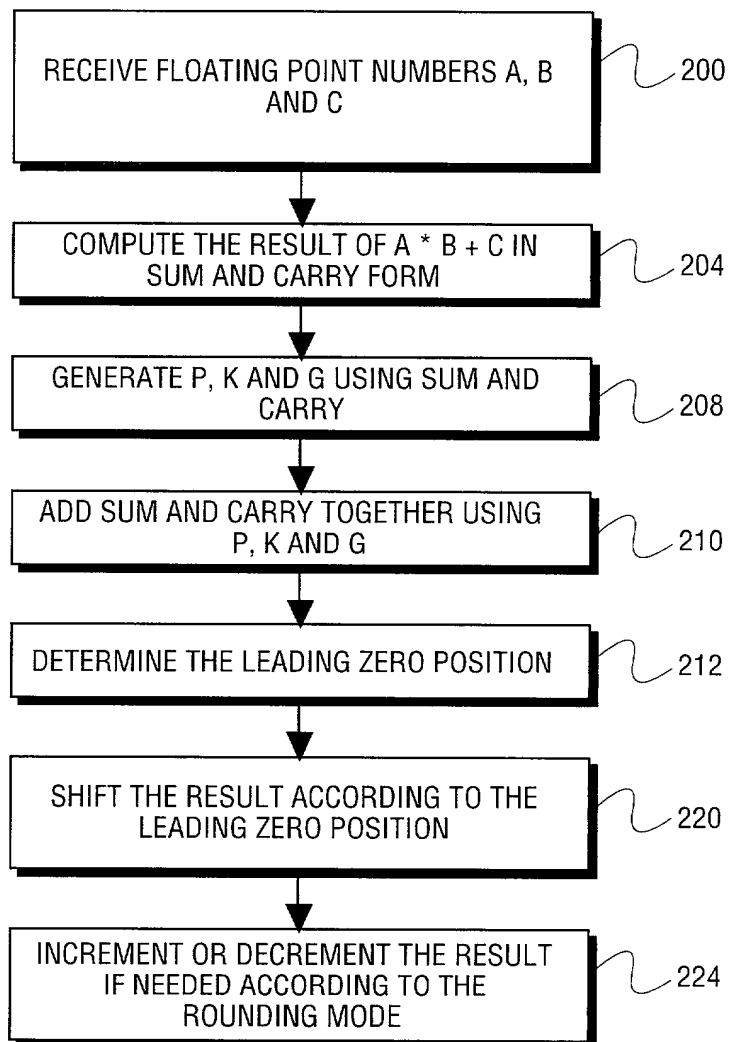 RECEIVE FLOATING POINT NUMBERS A, B
AND C
200
COMPUTE THE RESULT OF A * B + C IN
SUM AND CARRY FORM
204
GENERATE P, K AND G USING SUM AND
CARRY
208
ADD SUM AND CARRY TOGETHER USING
P, K AND G
210
DETERMINE THE LEADING ZERO POSITION
212
SHIFT THE RESULT ACCORDING TO THE
LEADING ZERO POSITION
220
INCREMENT OR DECREMENT THE RESULT
IF NEEDED ACCORDING TO THE
ROUNDING MODE
224